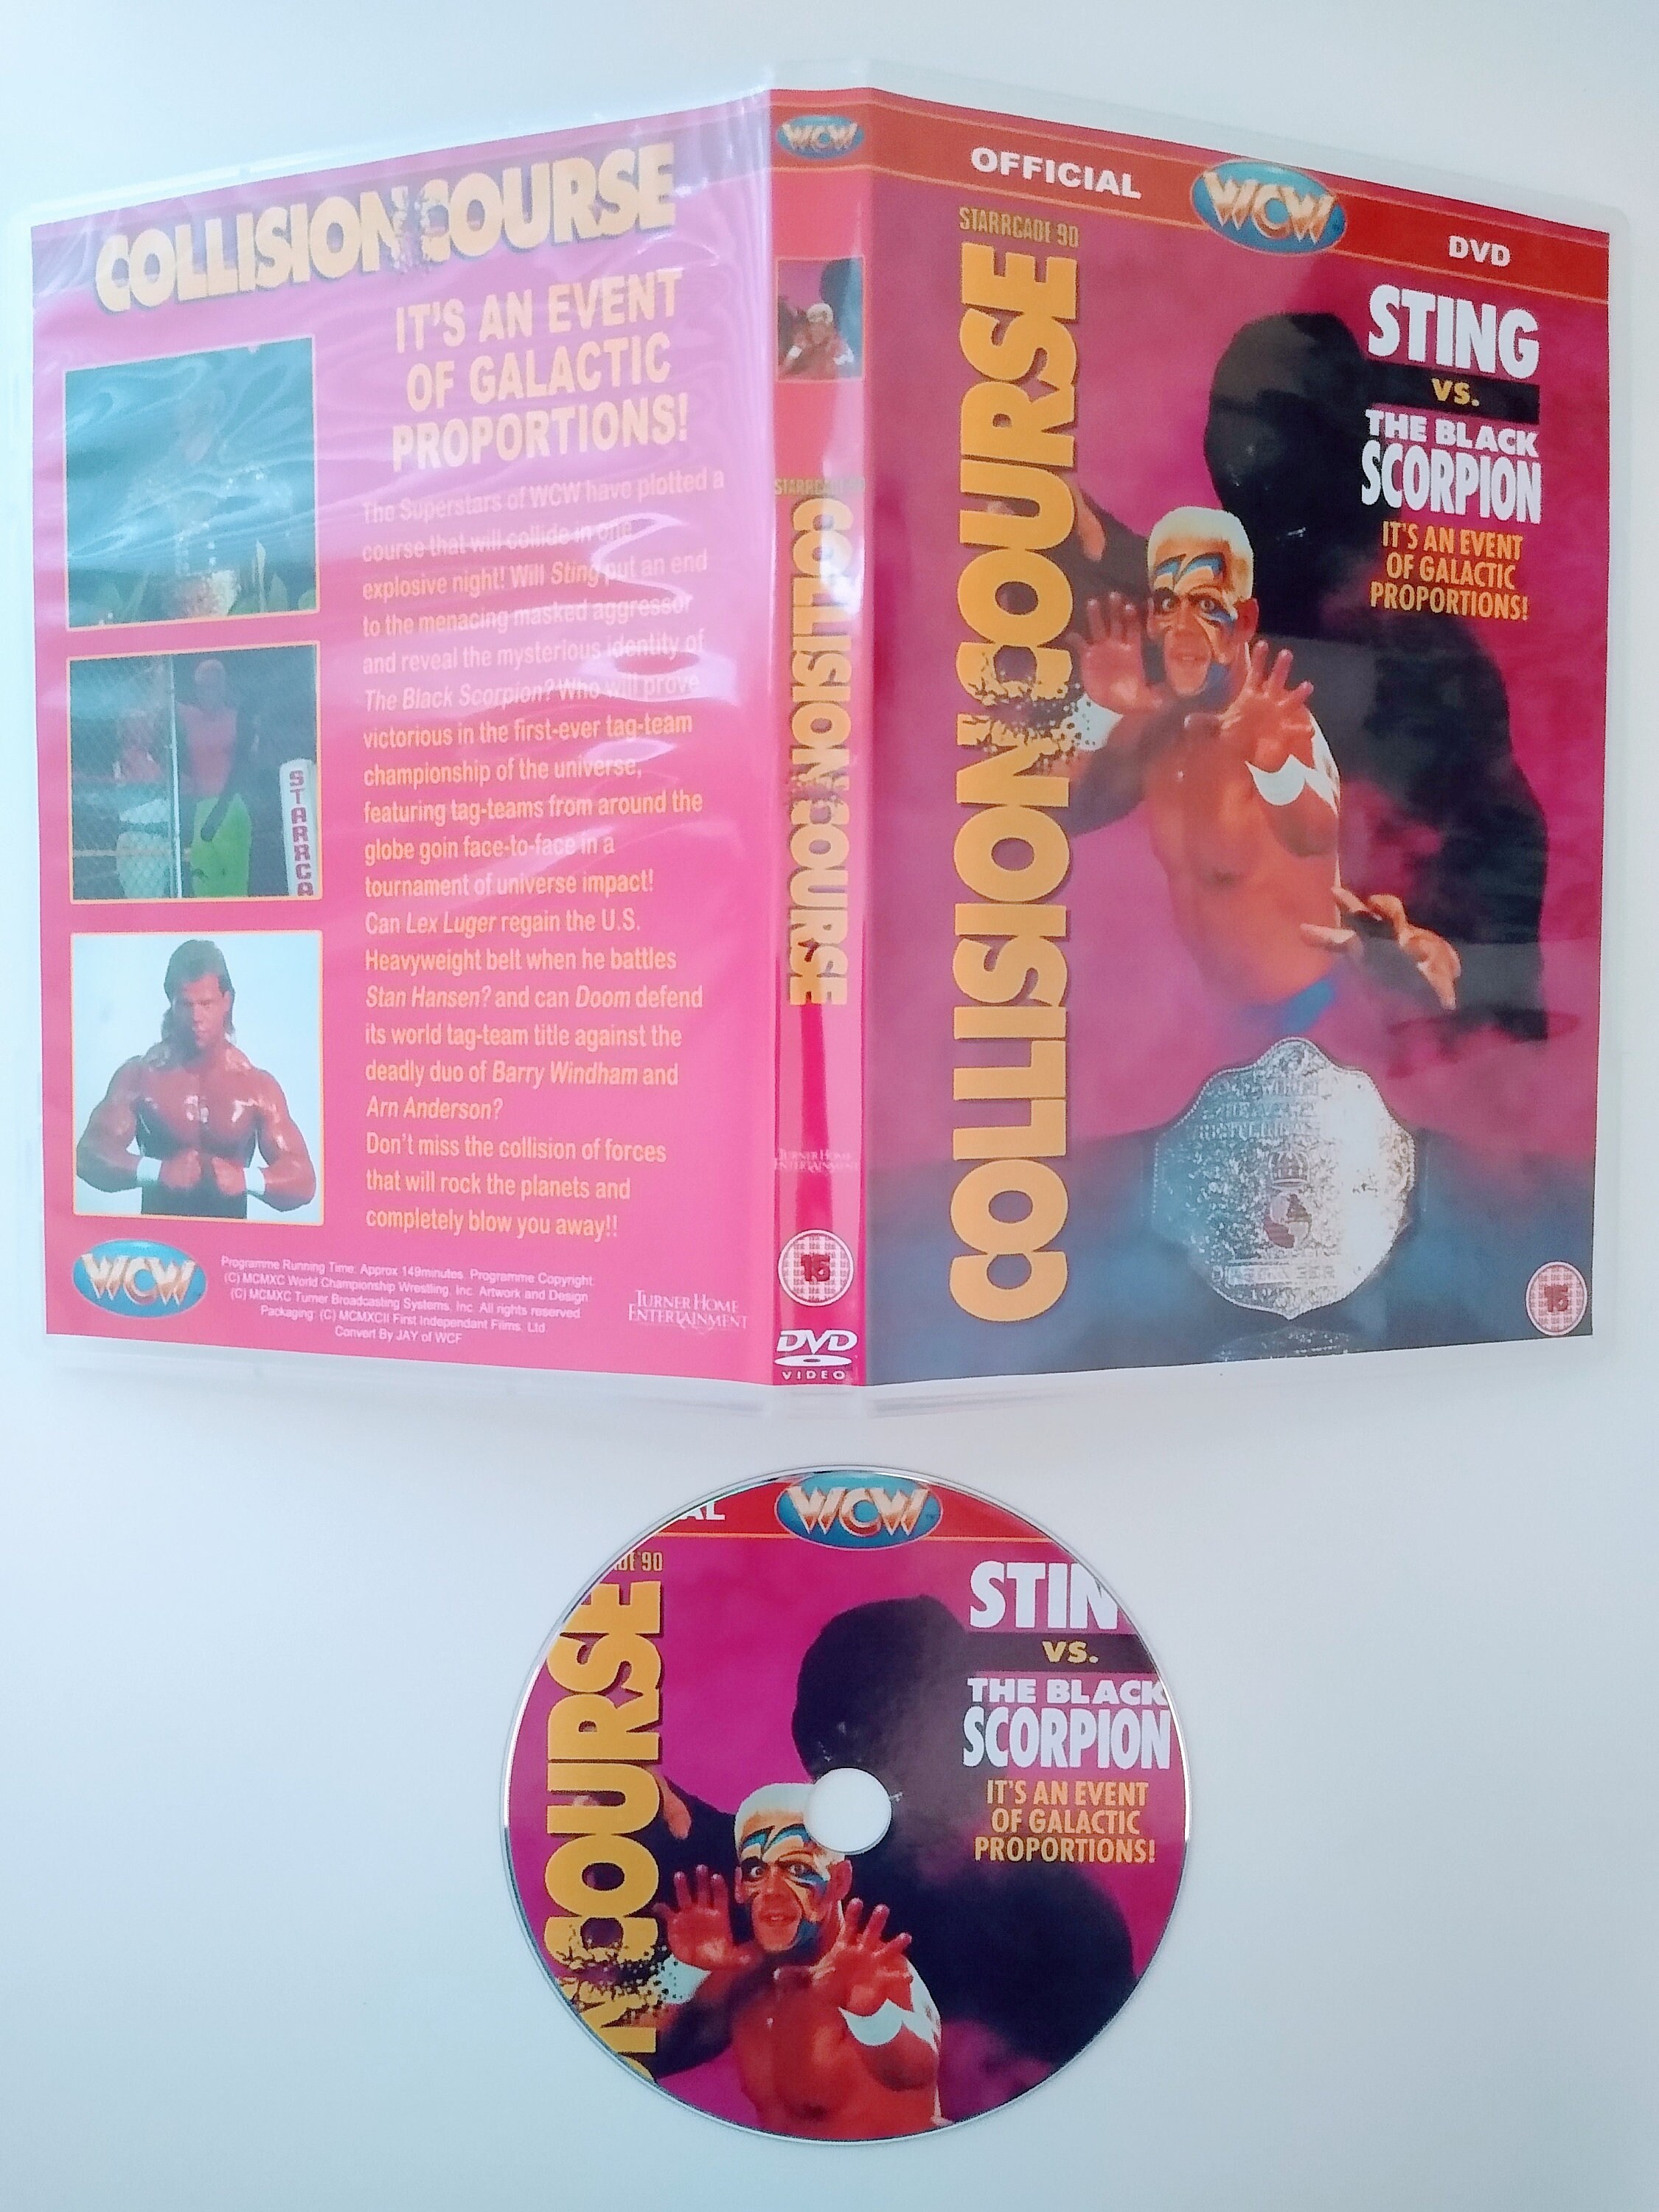 COLLISION COURSE
IT'S AN EVENT
OF GALACTIC
PROPORTIONS!
The Superstars of WCW have plotted a
course that will collide in one
explosive night! Will Sting put an end
to the menacing masked aggressor
and reveal the mysterious identity of
The Black Scorpion? Who will prove
victorious in the first-ever tag-team
championship of the universe,
featuring tag-teams from around the
globe goin face-to-face in a
tournament of universe impact!
Can Lex Luger regain the U.S.
Heavyweight belt when he battles
Stan Hansen? and can Doom defend
its world tag-team title against the
deadly duo of Barry Windham and
Arn Anderson?
Don't miss the collision of forces
that will rock the planets and
completely blow you away!!
STARRCA
WCW
Programme Running Time: Approx 149minutes. Programme Copyright:
(C) MCMXC World Championship Wrestling, Inc. Artwork and Design
(C) MCMXC Turner Broadcasting Systems, Inc. All rights reserved
Packaging: (C) MCMXCII First Independant Films, Ltd
Convert By JAY of WCF
TURNER HOME
ENTERTAINMENT
WCW
STARRCADE 90
COLLISION COURSE
TURNER HOME
ENTERTAINMENT
15
DVD
VIDEO
OFFICIAL
WCW
DVD
STARRCADE 90
COLLISION COURSE
STING
VS.
THE BLACK
SCORPION
IT'S AN EVENT
OF GALACTIC
PROPORTIONS!
15
AL
WCW
ADE '90
ON COURSE
STIN
VS.
THE BLACK
SCORPION
IT'S AN EVENT
OF GALACTIC
PROPORTIONS!